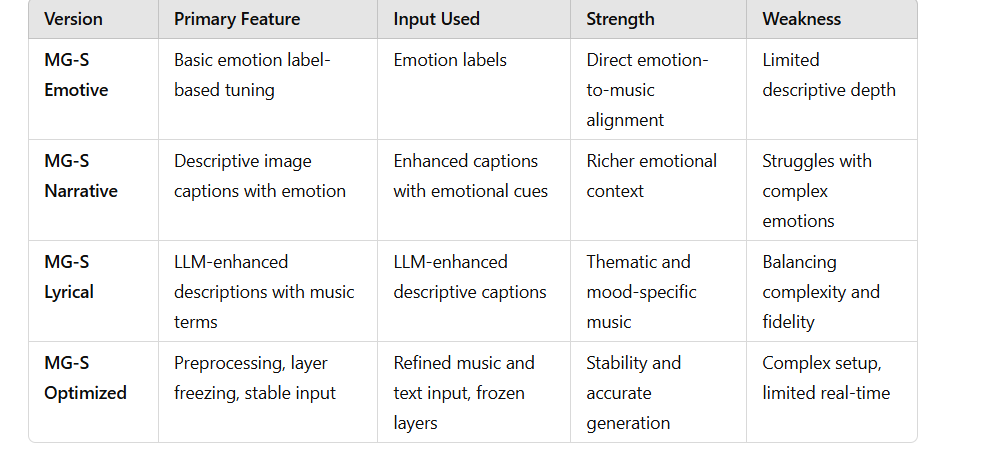 Version Primary Feature Input Used Strength Weakness
MG-S Basic emotion label- Emotion labels Direct emotion- Limited
Emotive based tuning to-music descriptive depth
alignment
MG-S Descriptive image Enhanced captions Richer emotional Struggles with
Narrative captions with emotion with emotional cues context complex
emotions
MG-S LLM-enhanced LLM-enhanced Thematic and Balancing
Lyrical descriptions with music descriptive captions mood-specific complexity and
terms music fidelity
MG-S Preprocessing, layer Refined music and Stability and Complex setup,
Optimized freezing, stable input text input, frozen accurate limited real-time
layers generation